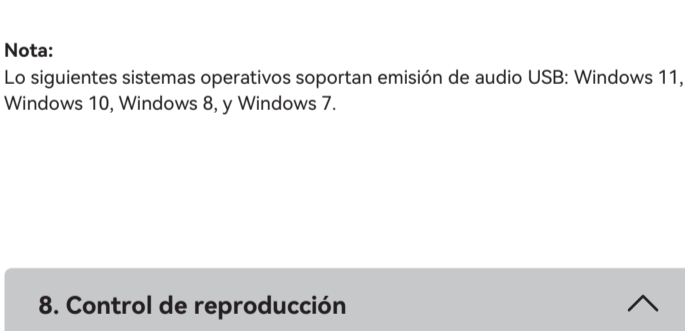 Nota:
Lo siguientes sistemas operativos soportan emisión de audio USB: Windows 11,
Windows 10, Windows 8, y Windows 7.
8. Control de reproducción